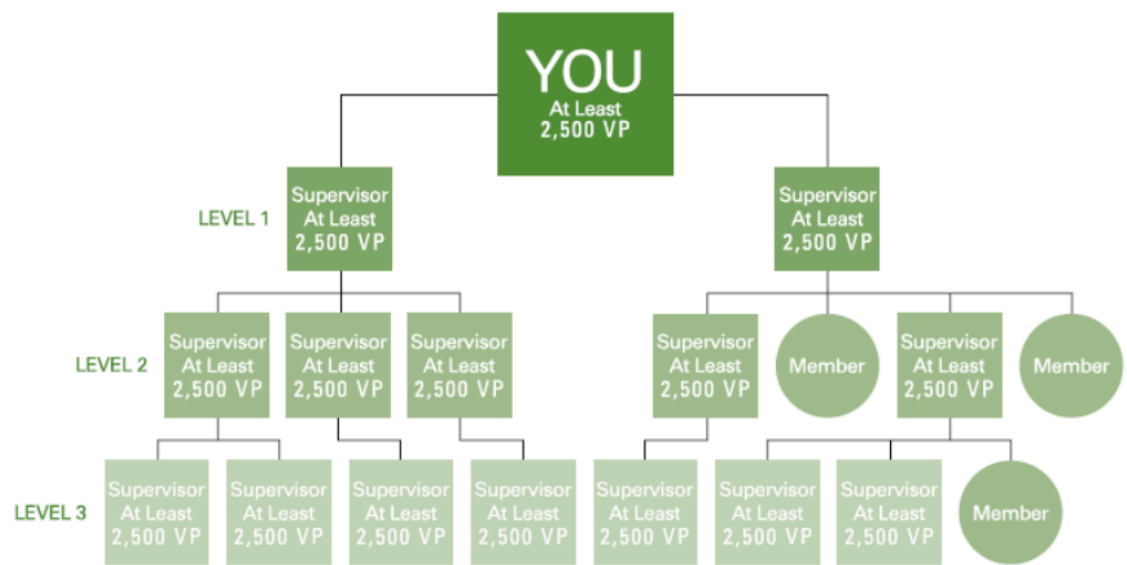 YOU
At Least
2,500 VP
LEVEL 1
Supervisor
At Least
2,500 VP
Supervisor
At Least
2,500 VP
LEVEL 2
Supervisor
At Least
2,500 VP
Supervisor
At Least
2,500 VP
Supervisor
At Least
2,500 VP
Supervisor
At Least
2,500 VP
Member
Supervisor
At Least
2,500 VP
Member
LEVEL 3
Supervisor
At Least
2,500 VP
Supervisor
At Least
2,500 VP
Supervisor
At Least
2,500 VP
Supervisor
At Least
2,500 VP
Supervisor
At Least
2,500 VP
Supervisor
At Least
2,500 VP
Supervisor
At Least
2,500 VP
Member